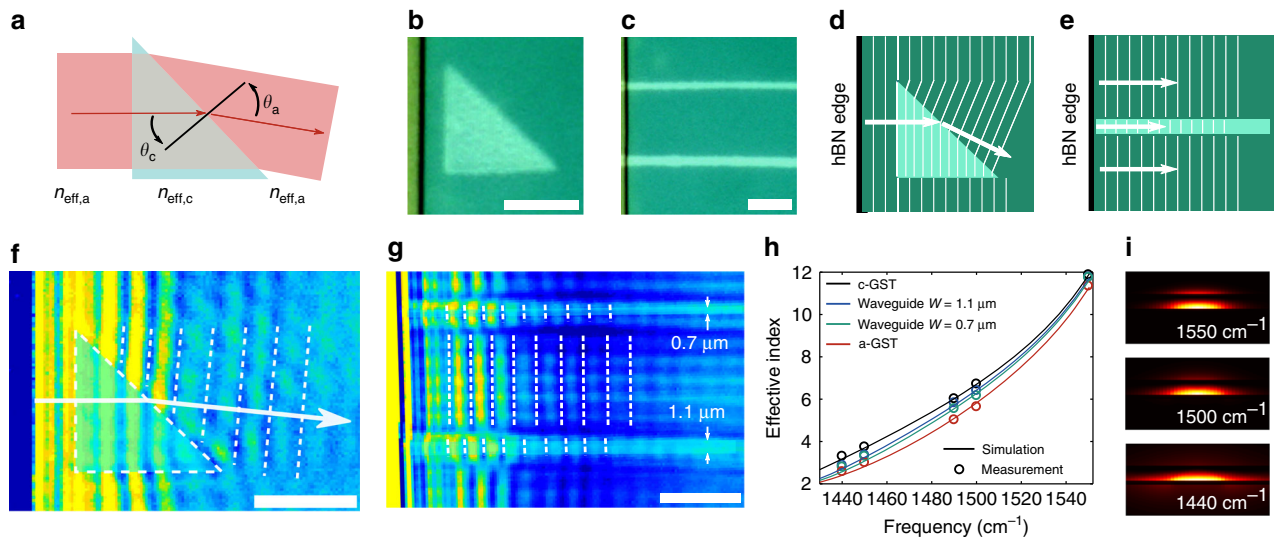 a
θa
θc
neff,a
neff,c
neff,a
b
c
d
hBN edge
e
hBN edge
f
g
0.7 μm
1.1 μm
h
12
10
8
6
4
2
Effective index
c-GST
Waveguide W = 1.1 μm
Waveguide W = 0.7 μm
a-GST
Simulation
Measurement
1440 1460 1480 1500 1520 1540
Frequency (cm−1)
i
1550 cm−1
1500 cm−1
1440 cm−1